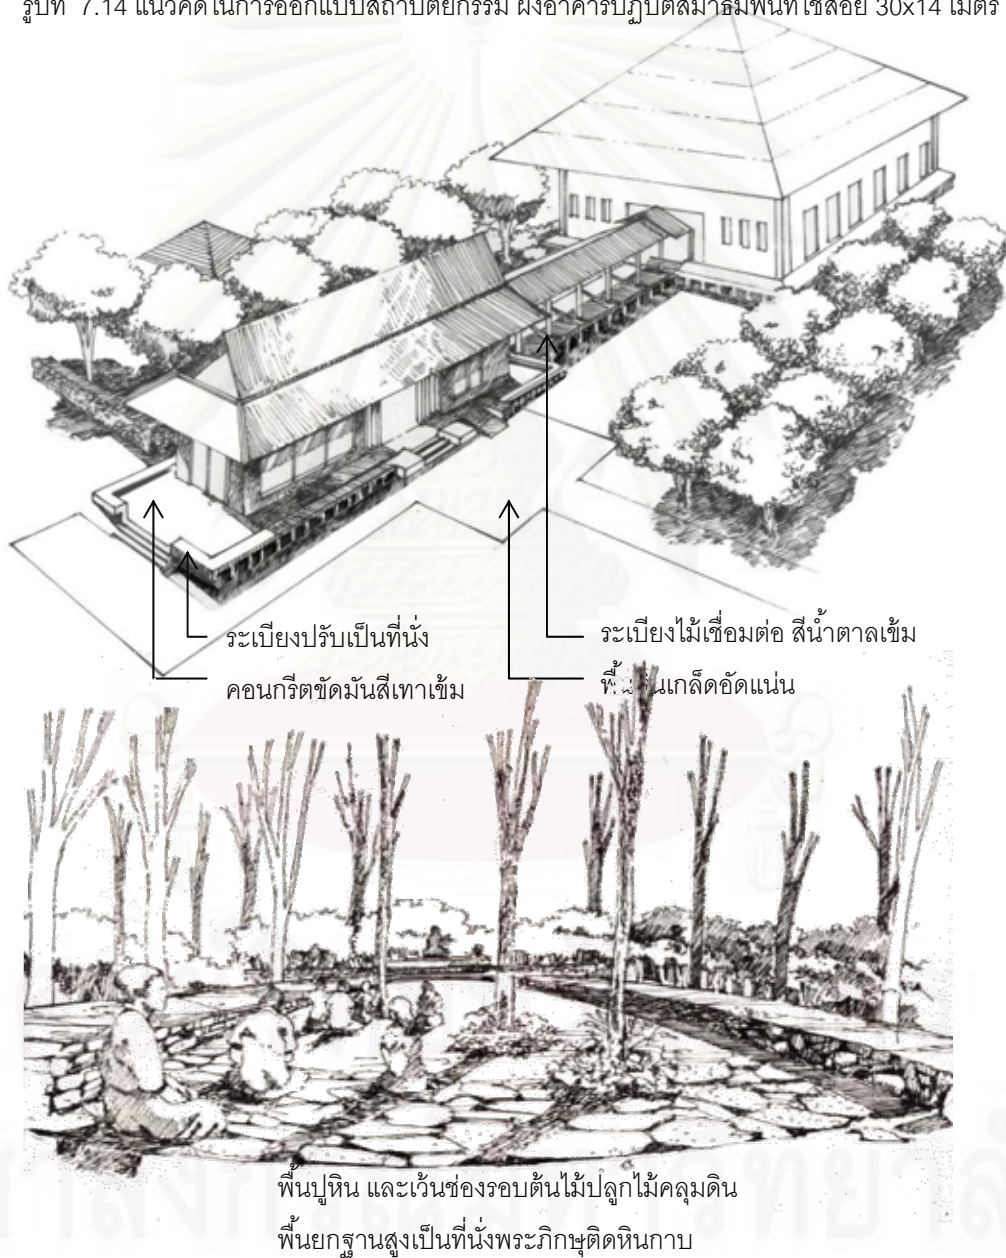 รูปที่ 7.14 แนวคิดในการออกแบบสถาปัตยกรรม ผังอาคารปฏิบัติสมาธิมีพื้นที่ใช้สอย 30x14 เมตร
ระเบียงปรับเป็นที่นั่ง
ระเบียงไม้เชื่อมต่อ สีน้ำตาลเข้ม
คอนกรีตขัดมันสีเทาเข้ม
เกล็ดอัดแน่น
พื้นปูหิน และเว้นช่องรอบต้นไม้ปลูกไม้คลุมดิน
พื้นยกฐานสูงเป็นที่นั่งพระภิกษุติดหินกาบ